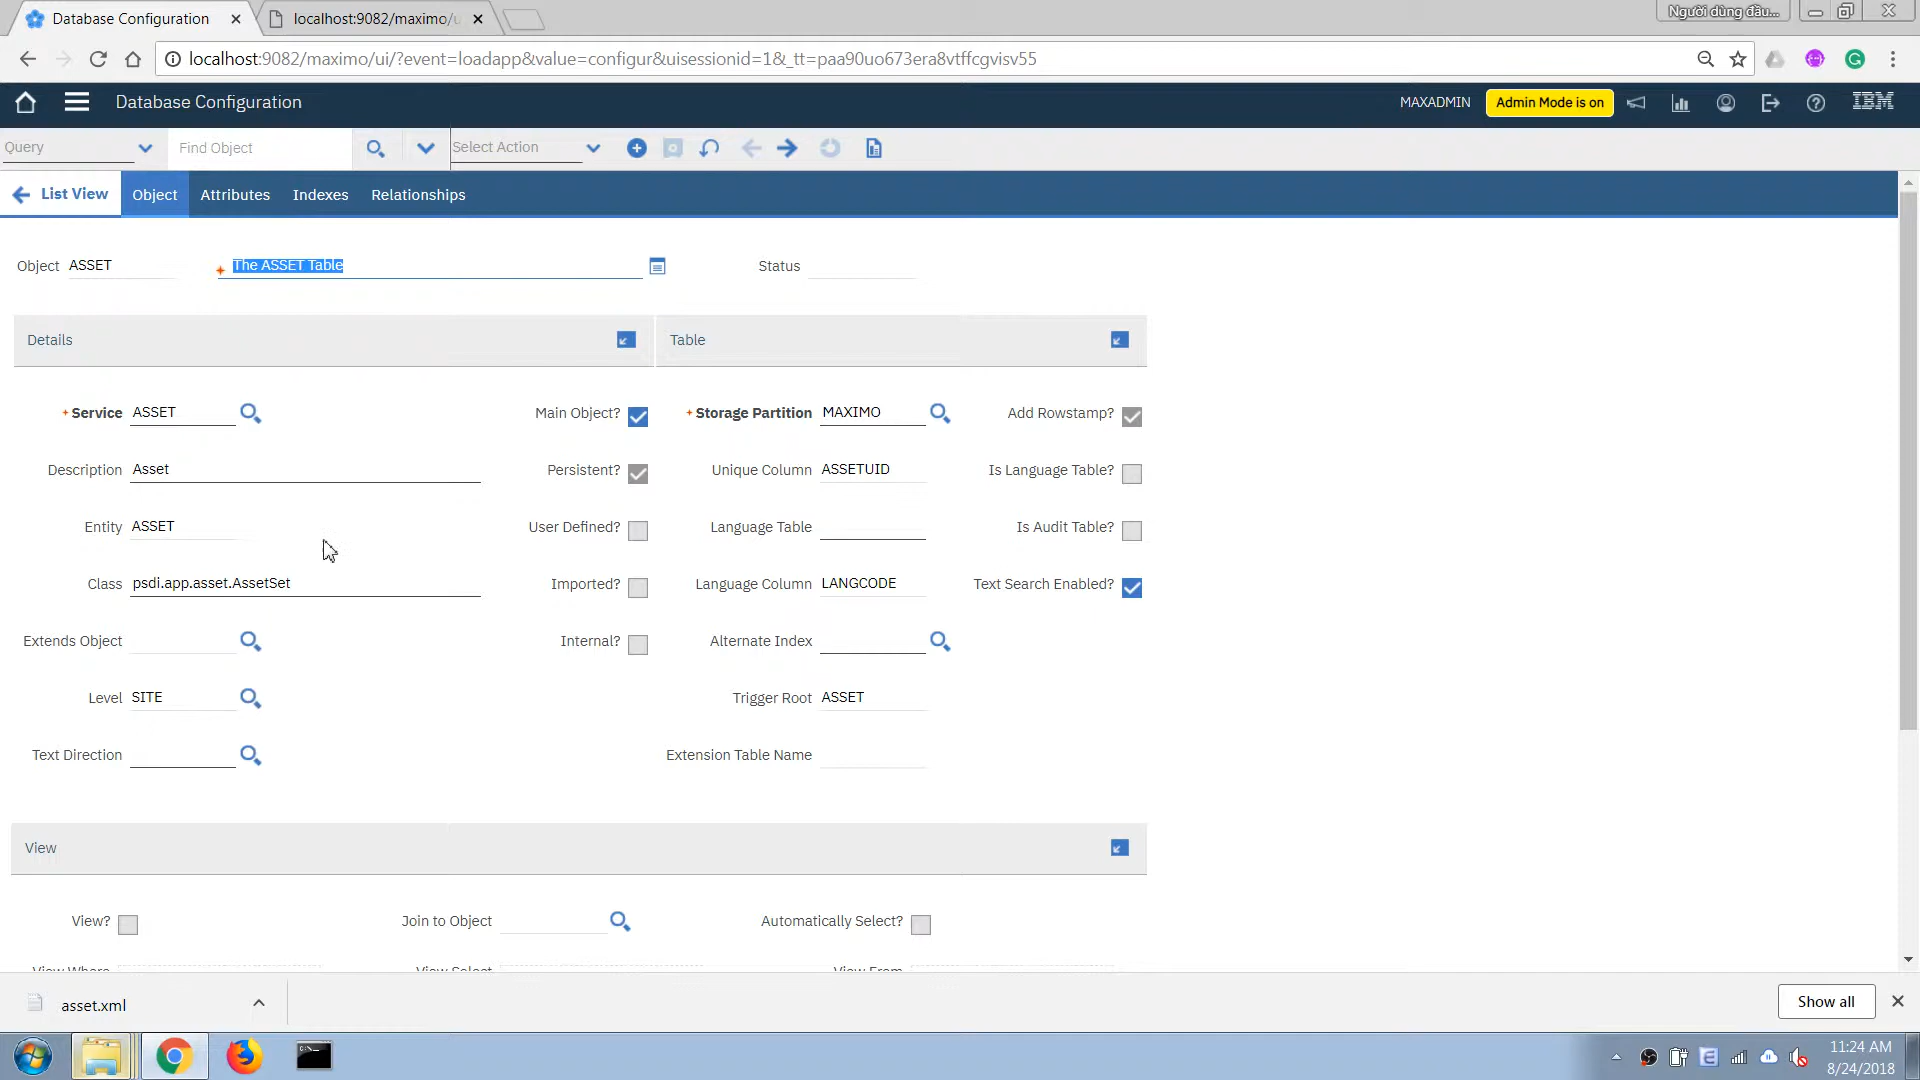 Database Configuration
localhost:9082/maximo/u
Người dùng đầu...
localhost:9082/maximo/ui/?event=loadapp&value=configur&uisessionid=1&_tt=paa90uo673era8vtffcgvisv55
Database Configuration
MAXADMIN
Admin Mode is on
IBM
Query
Find Object
Select Action
List View
Object
Attributes
Indexes
Relationships
Object ASSET
The ASSET Table
Status
Details
Table
Service ASSET
Main Object?
Storage Partition MAXIMO
Add Rowstamp?
Description Asset
Persistent?
Unique Column ASSETUID
Is Language Table?
Entity ASSET
User Defined?
Language Table
Is Audit Table?
Class psdi.app.asset.AssetSet
Imported?
Language Column LANGCODE
Text Search Enabled?
Extends Object
Internal?
Alternate Index
Level SITE
Trigger Root ASSET
Text Direction
Extension Table Name
View
View?
Join to Object
Automatically Select?
View Where
View Select
View From
asset.xml
Show all
11:24 AM
8/24/2018